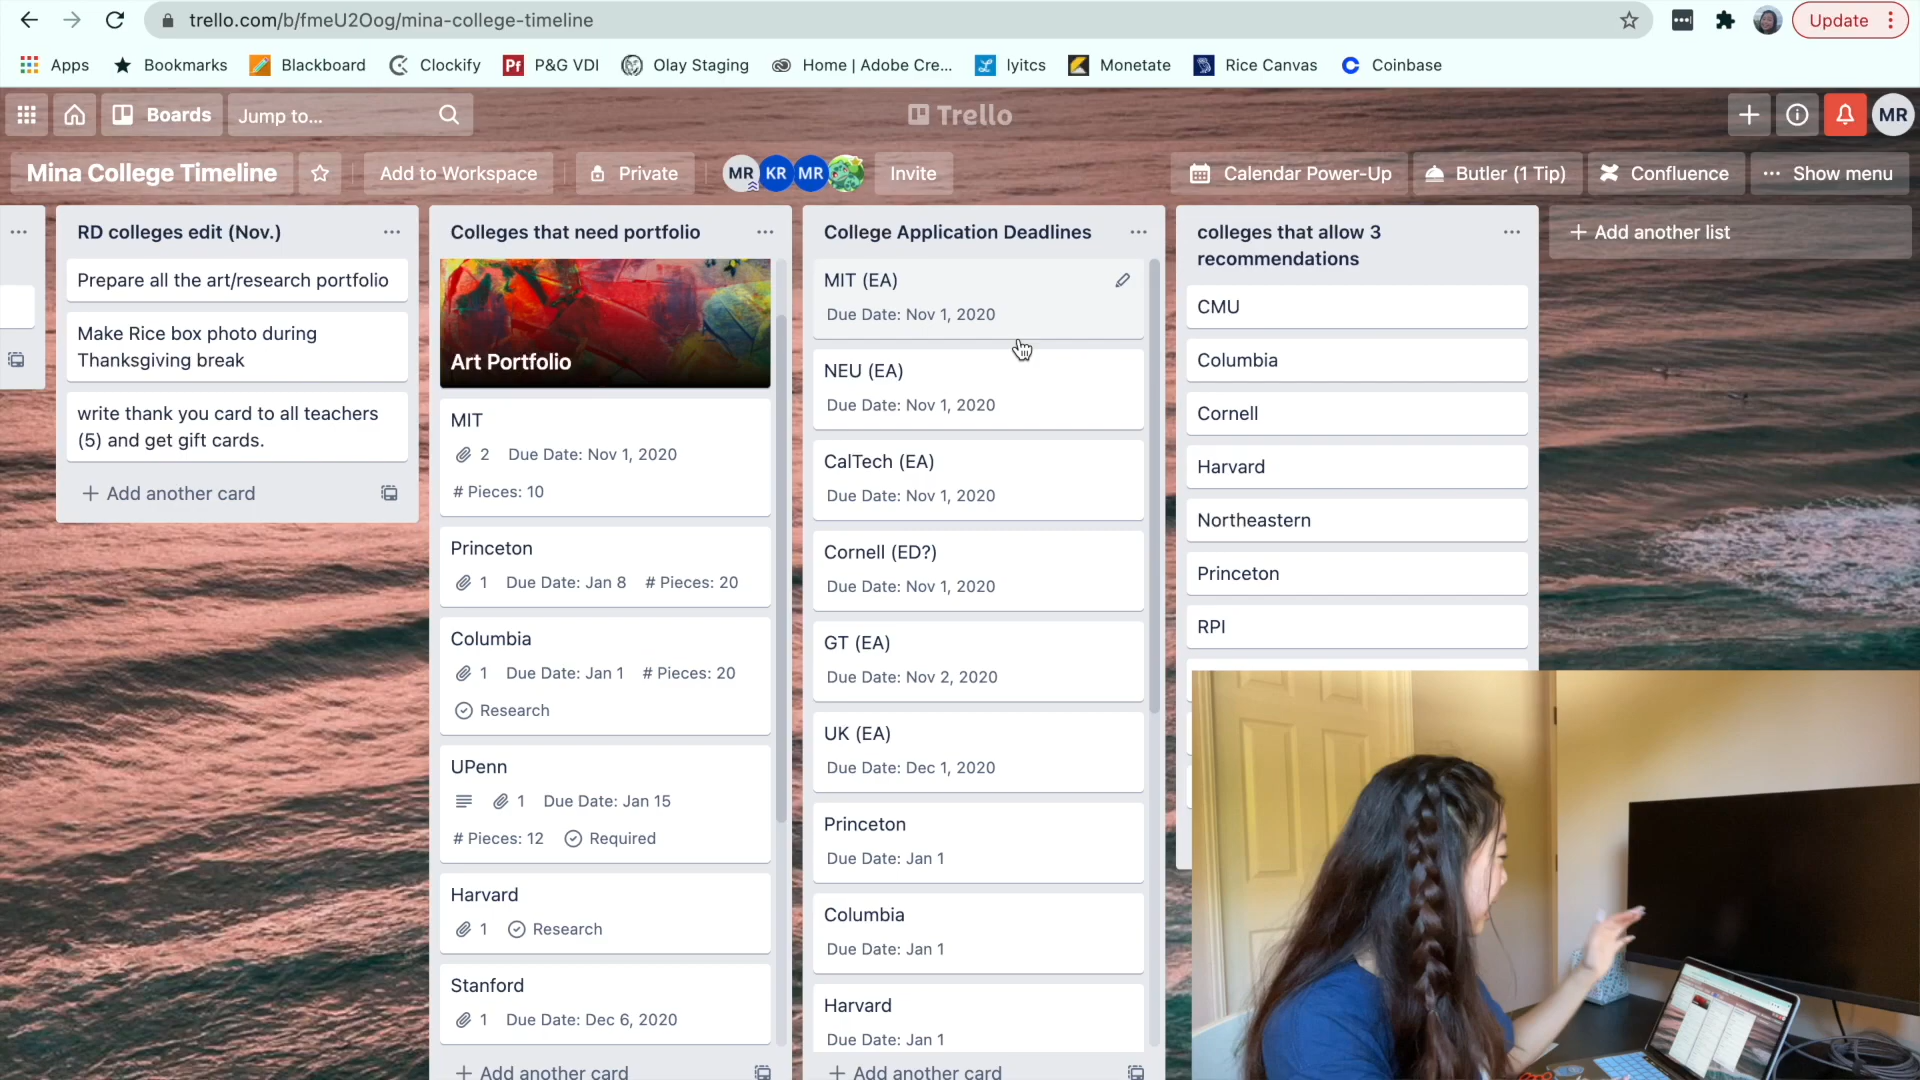 trello.com/b/fmeU2Oog/mina-college-timeline
Update
Apps
Bookmarks
Blackboard
Clockify
Pf
P&G VDI
Olay Staging
Home | Adobe Cre...
lyitcs
Monetate
Rice Canvas
Coinbase
Boards
Jump to...
Trello
MR
Mina College Timeline
Add to Workspace
Private
MR
KR
MR
Invite
Calendar Power-Up
Butler (1 Tip)
Confluence
Show menu
RD colleges edit (Nov.)
Prepare all the art/research portfolio
Make Rice box photo during
Thanksgiving break
write thank you card to all teachers
(5) and get gift cards.
+ Add another card
Colleges that need portfolio
Art Portfolio
MIT
2 Due Date: Nov 1, 2020
# Pieces: 10
Princeton
1 Due Date: Jan 8 # Pieces: 20
Columbia
1 Due Date: Jan 1 # Pieces: 20
Research
UPenn
1 Due Date: Jan 15
# Pieces: 12 Required
Harvard
1 Research
Stanford
1 Due Date: Dec 6, 2020
+ Add another card
College Application Deadlines
MIT (EA)
Due Date: Nov 1, 2020
NEU (EA)
Due Date: Nov 1, 2020
CalTech (EA)
Due Date: Nov 1, 2020
Cornell (ED?)
Due Date: Nov 1, 2020
GT (EA)
Due Date: Nov 2, 2020
UK (EA)
Due Date: Dec 1, 2020
Princeton
Due Date: Jan 1
Columbia
Due Date: Jan 1
Harvard
Due Date: Jan 1
+ Add another card
colleges that allow 3
recommendations
CMU
Columbia
Cornell
Harvard
Northeastern
Princeton
RPI
+ Add another list